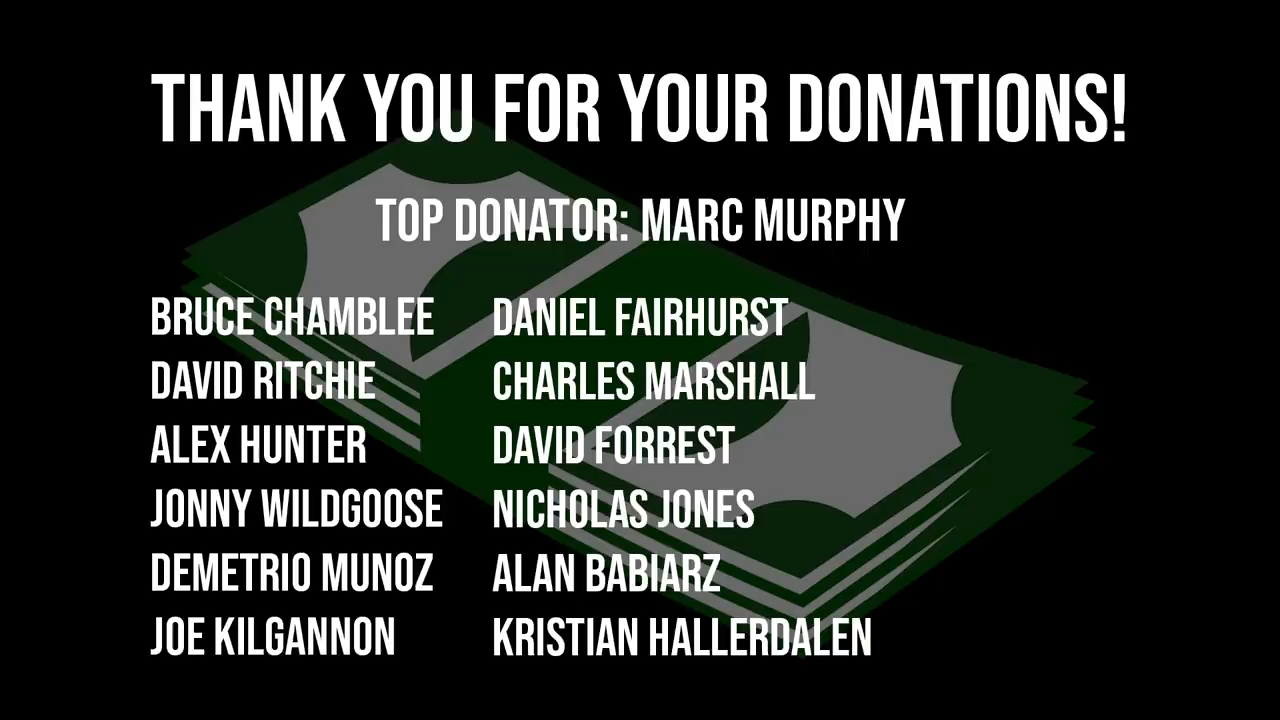 THANK YOU FOR YOUR DONATIONS!
TOP DONATOR: MARC MURPHY
BRUCE CHAMBLEE
DAVID RITCHIE
ALEX HUNTER
JONNY WILDGOOSE
DEMETRIO MUNOZ
JOE KILGANNON
DANIEL FAIRHURST
CHARLES MARSHALL
DAVID FORREST
NICHOLAS JONES
ALAN BABIARZ
KRISTIAN HALLERDALEN